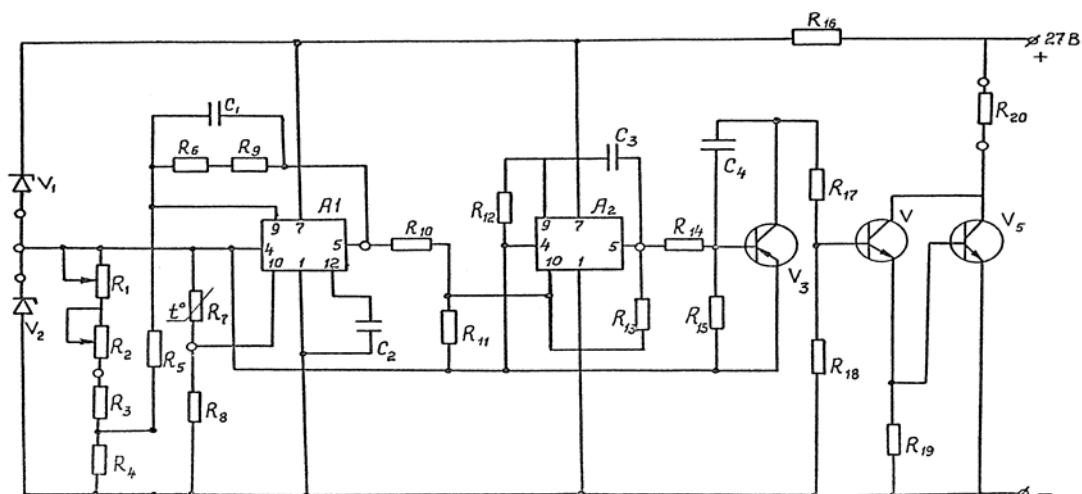 R16
27В
+
C1
R20
R6 R9
C3
C4
V1
R17
A1
R12
A2
9 7
R10
9 7
R14
V
V5
4 5
4 5
10 1 12
10 1
V3
R1
t° R7
V2
R11
R13
R15
R2
R5
C2
R18
R3
R8
R19
R4
−